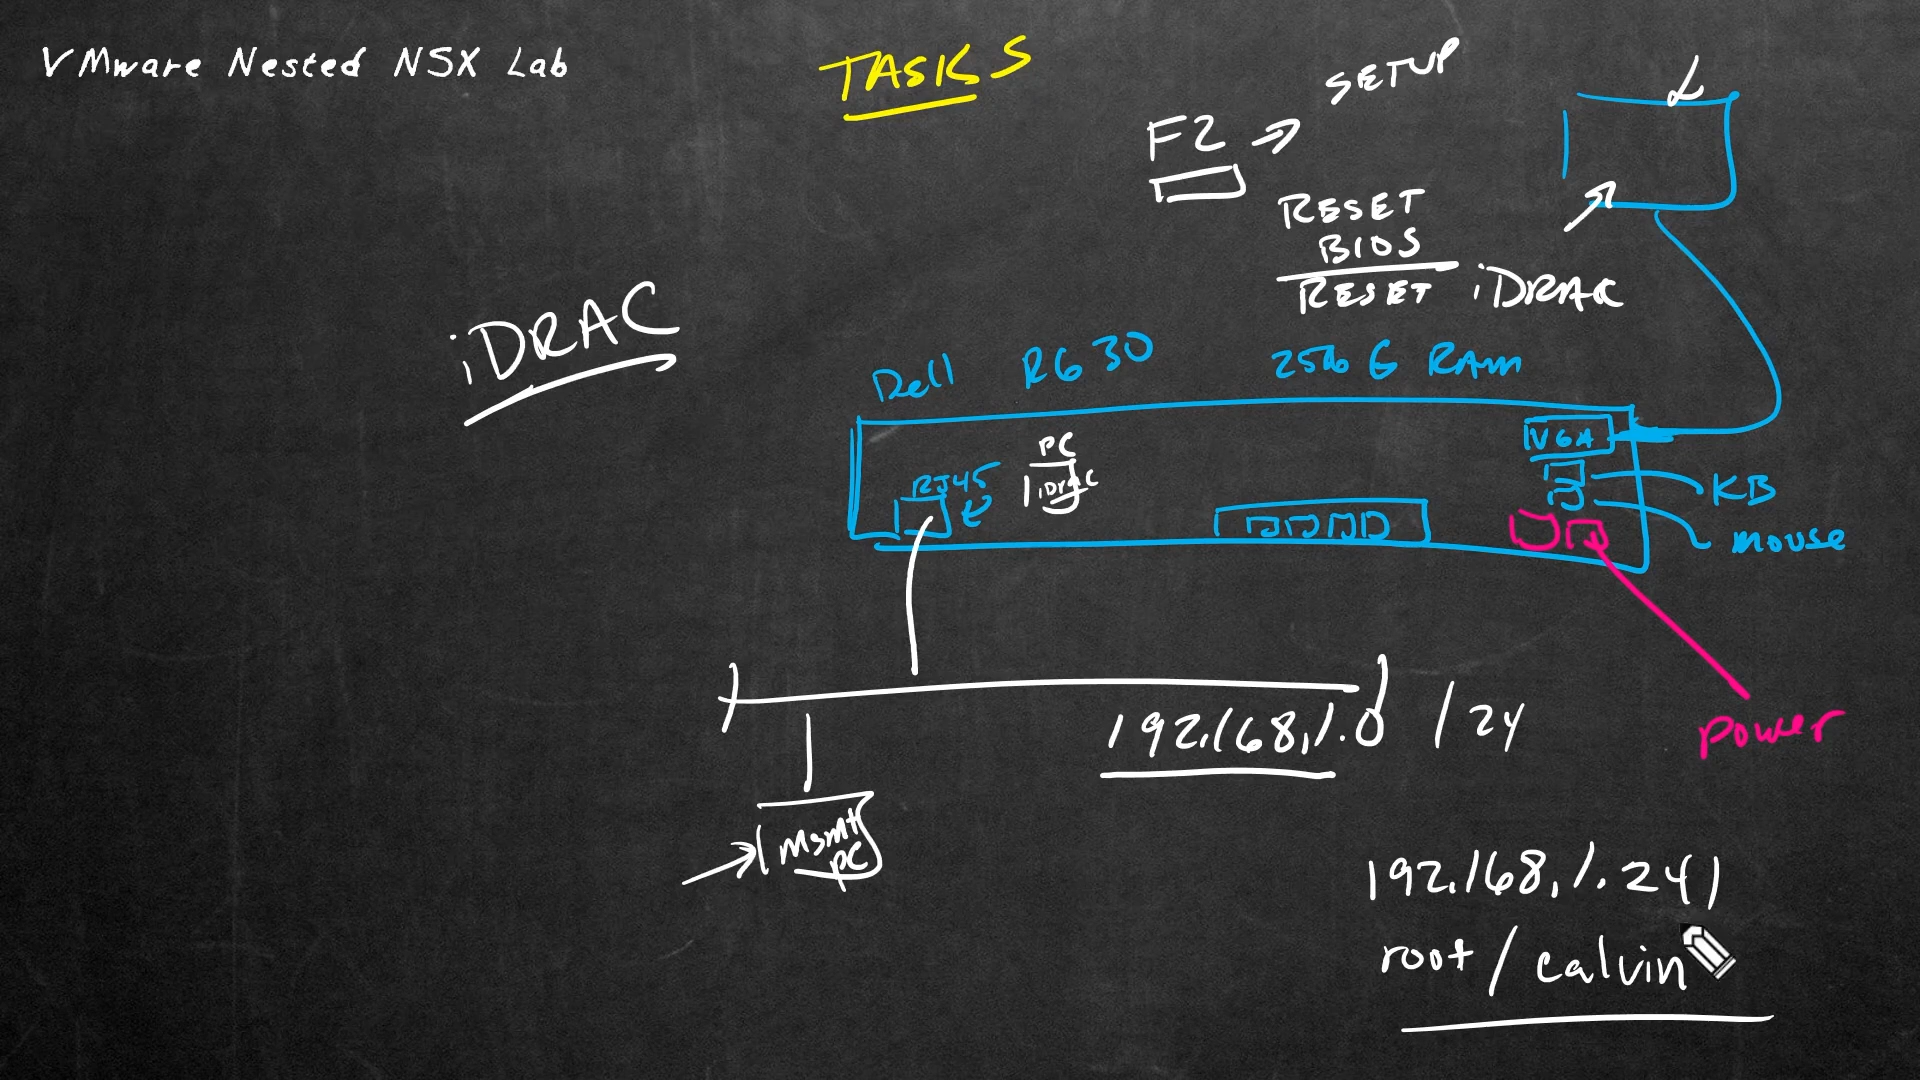 VMware Nested NSX Lab
TASKS
SETUP
F2
RESET
BIOS
RESET iDRAC
iDRAC
Dell R630 256 G RAM
VGA
PC
iDRAC
RJ45
KB
mouse
192.168.1.0 /24
power
Mgmt
PC
192.168.1.241
root / calvin